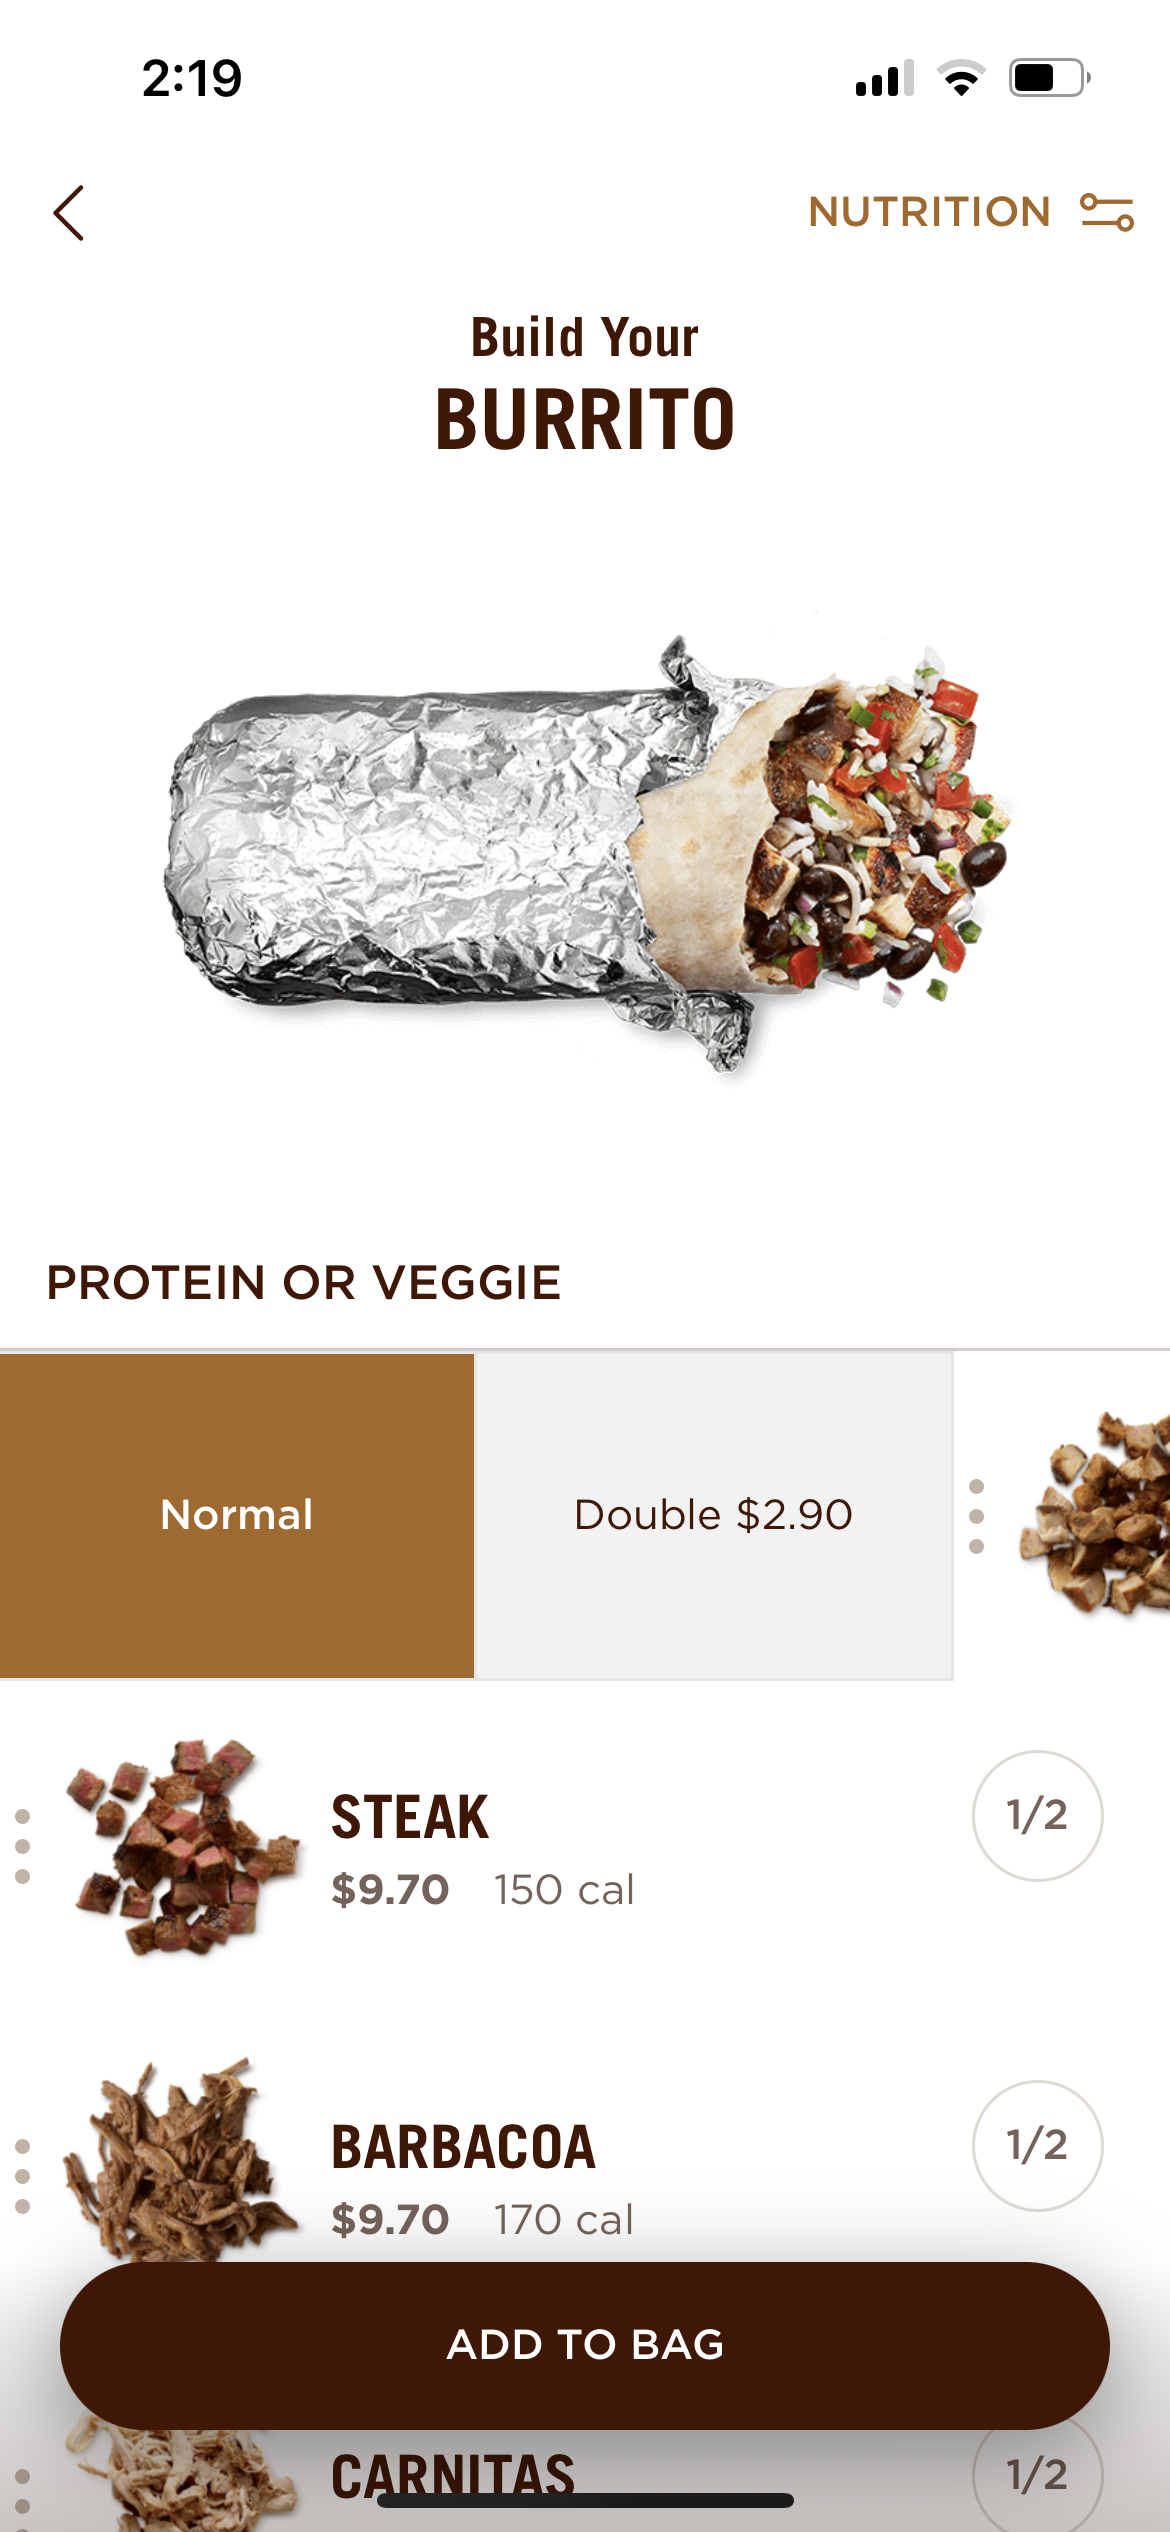 2:19
NUTRITION
Build Your
BURRITO
PROTEIN OR VEGGIE
Normal
Double $2.90
STEAK
1/2
$9.70 150 cal
BARBACOA
1/2
$9.70 170 cal
ADD TO BAG
CARNITAS
1/2